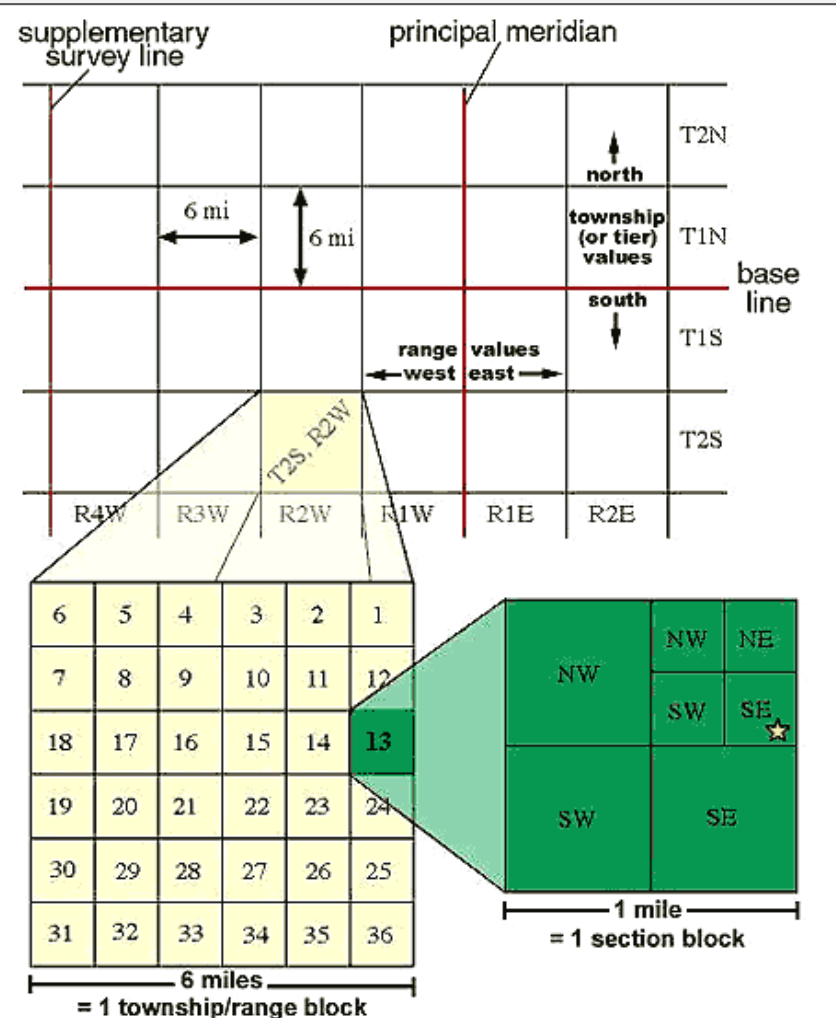 supplementary
survey line
principal meridian
T2N
north
6 mi
6 mi
township
(or tier)
values
T1N
base
line
south
range values
west east
T1S
T2S, R2W
T2S
R4W R3W R2W R1W R1E R2E
6 5 4 3 2 1
7 8 9 10 11 12
18 17 16 15 14 13
19 20 21 22 23 24
30 29 28 27 26 25
31 32 33 34 35 36
6 miles
= 1 township/range block
NW NE
NW
SW SE
SW SE
1 mile
= 1 section block